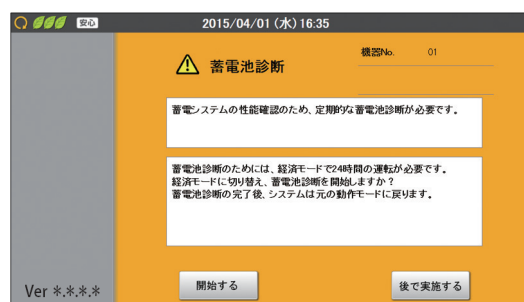 安心
2015/04/01 (水) 16:35
蓄電池診断
機器No. 01
蓄電システムの性能確認のため、定期的な蓄電池診断が必要です。
蓄電池診断のためには、経済モードで24時間の運転が必要です。
経済モードに切り替え、蓄電池診断を開始しますか？
蓄電池診断の完了後、システムは元の動作モードに戻ります。
開始する
後で実施する
Ver *.*.*.*